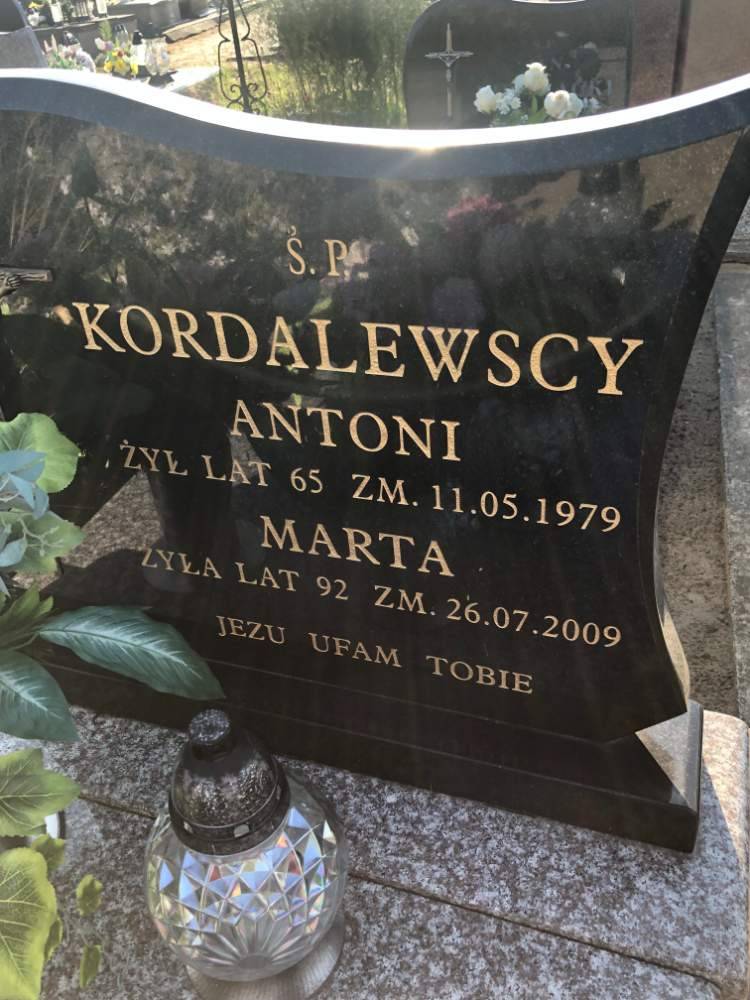 Ś. P.
KORDALEWSCY
ANTONI
ŻYŁ LAT 65 ZM. 11.05.1979
MARTA
ŻYŁA LAT 92 ZM. 26.07.2009
JEZU UFAM TOBIE